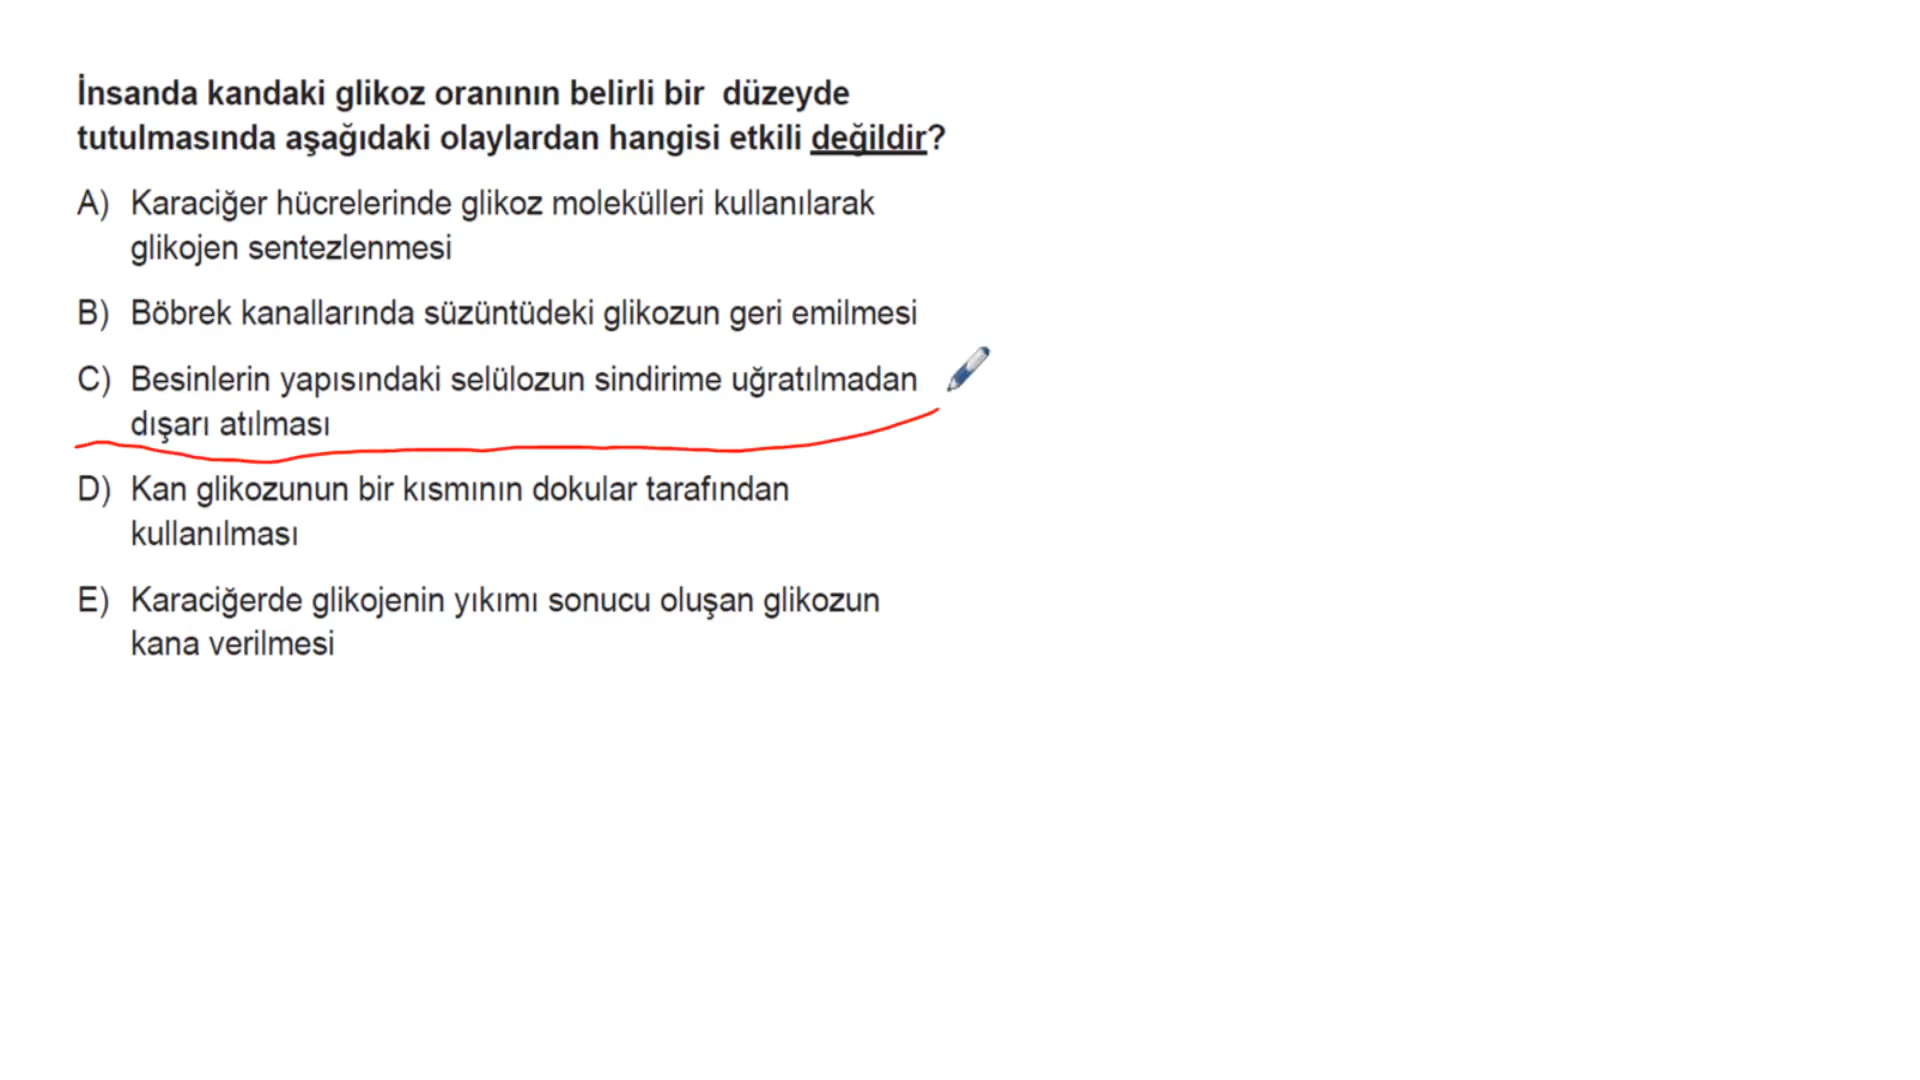 İnsanda kandaki glikoz oranının belirli bir düzeyde
tutulmasında aşağıdaki olaylardan hangisi etkili değildir?
A) Karaciğer hücrelerinde glikoz molekülleri kullanılarak
glikojen sentezlenmesi
B) Böbrek kanallarında süzüntüdeki glikozun geri emilmesi
C) Besinlerin yapısındaki selülozun sindirime uğratılmadan
dışarı atılması
D) Kan glikozunun bir kısmının dokular tarafından
kullanılması
E) Karaciğerde glikojenin yıkımı sonucu oluşan glikozun
kana verilmesi